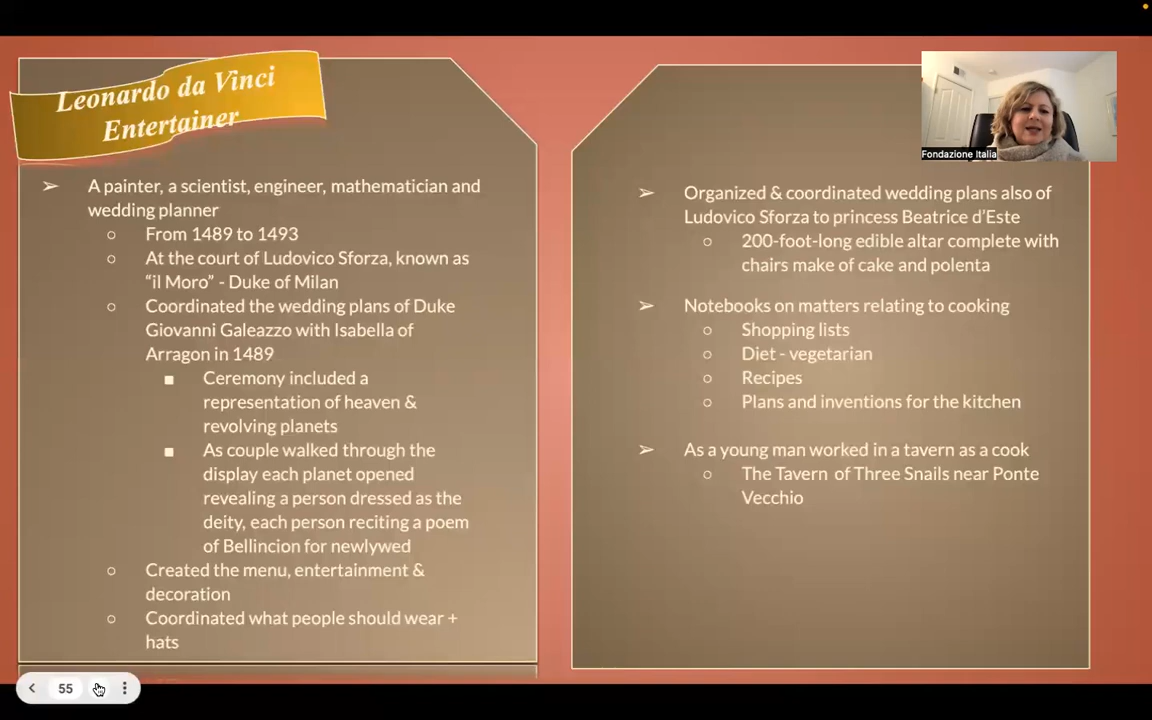 Leonardo da Vinci
Entertainer
➢ A painter, a scientist, engineer, mathematician and
wedding planner
○ From 1489 to 1493
○ At the court of Ludovico Sforza, known as
“il Moro” - Duke of Milan
○ Coordinated the wedding plans of Duke
Giovanni Galeazzo with Isabella of
Arragon in 1489
■ Ceremony included a
representation of heaven &
revolving planets
■ As couple walked through the
display each planet opened
revealing a person dressed as the
deity, each person reciting a poem
of Bellincion for newlywed
○ Created the menu, entertainment &
decoration
○ Coordinated what people should wear +
hats
➢ Organized & coordinated wedding plans also of
Ludovico Sforza to princess Beatrice d’Este
○ 200-foot-long edible altar complete with
chairs make of cake and polenta
➢ Notebooks on matters relating to cooking
○ Shopping lists
○ Diet - vegetarian
○ Recipes
○ Plans and inventions for the kitchen
➢ As a young man worked in a tavern as a cook
○ The Tavern of Three Snails near Ponte
Vecchio
Fondazione Italia
55